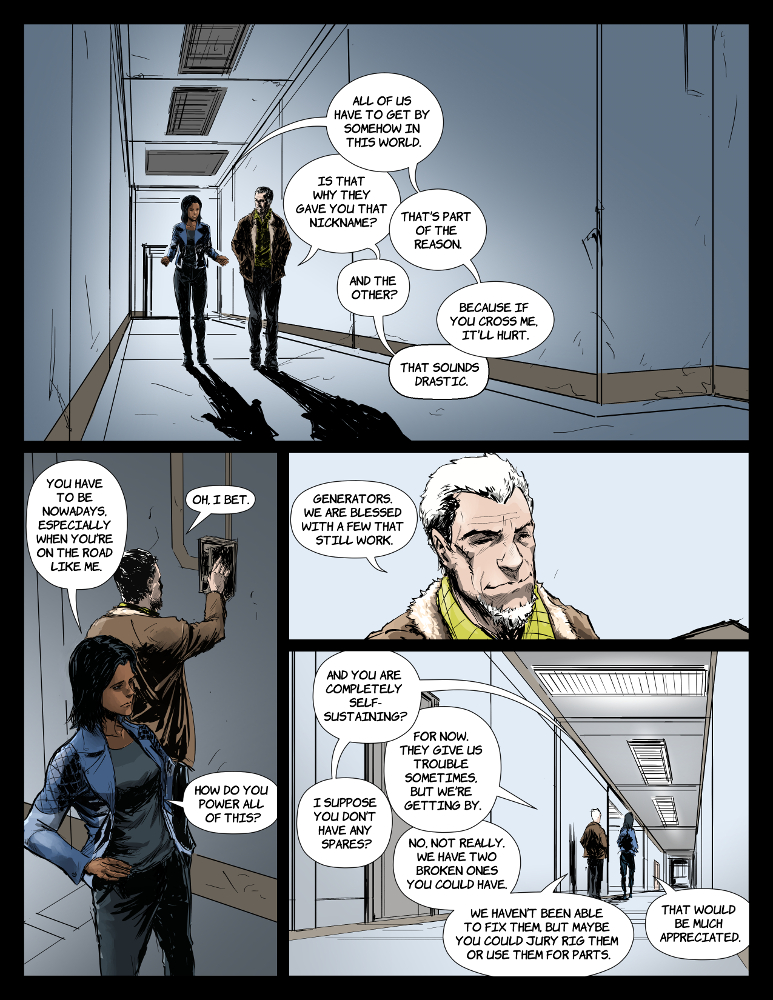 ALL OF US
HAVE TO GET BY
SOMEHOW IN
THIS WORLD.
IS THAT
WHY THEY
GAVE YOU THAT
NICKNAME?
THAT'S PART
OF THE
REASON.
AND THE
OTHER?
BECAUSE IF
YOU CROSS ME,
IT'LL HURT.
THAT SOUNDS
DRASTIC.
YOU HAVE
TO BE
NOWADAYS,
ESPECIALLY
WHEN YOU'RE
ON THE ROAD
LIKE ME.
OH, I BET.
HOW DO YOU
POWER ALL
OF THIS?
GENERATORS.
WE ARE BLESSED
WITH A FEW THAT
STILL WORK.
AND YOU ARE
COMPLETELY
SELF-
SUSTAINING?
FOR NOW.
THEY GIVE US
TROUBLE
SOMETIMES,
BUT WE'RE
GETTING BY.
I SUPPOSE
YOU DON'T
HAVE ANY
SPARES?
NO, NOT REALLY.
WE HAVE TWO
BROKEN ONES
YOU COULD HAVE.
WE HAVEN'T BEEN ABLE
TO FIX THEM, BUT MAYBE
YOU COULD JURY RIG THEM
OR USE THEM FOR PARTS.
THAT WOULD
BE MUCH
APPRECIATED.